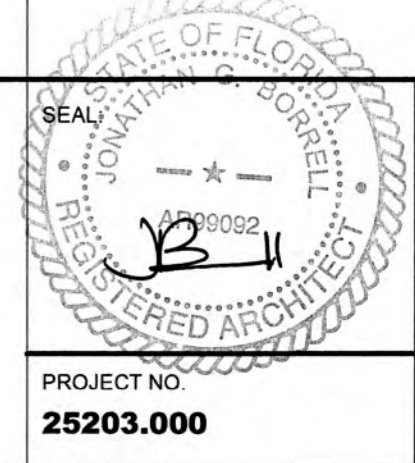 SEAL:
STATE OF FLORIDA
JONATHAN G. BORRELL
AR99092
REGISTERED ARCHITECT
PROJECT NO.
25203.000